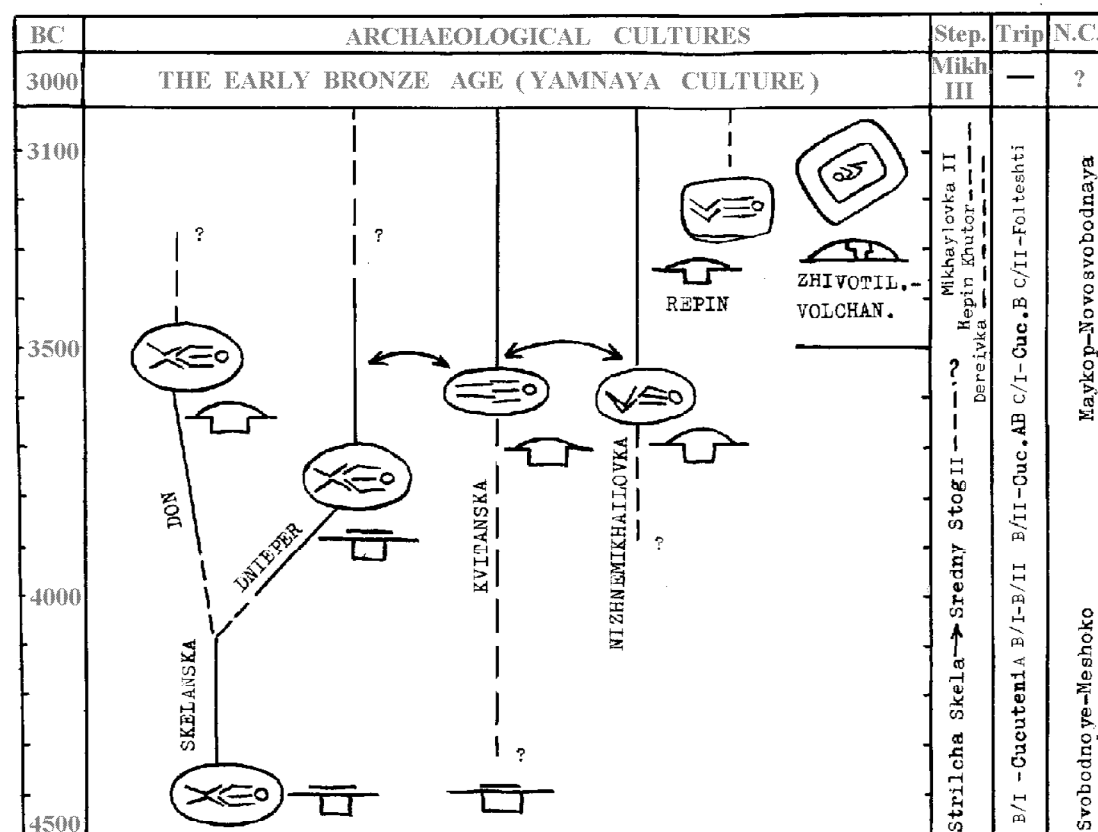 BC ARCHAEOLOGICAL CULTURES Step. Trip N.C.
3000 THE EARLY BRONZE AGE (YAMNAYA CULTURE) Mikh. III — ?
3100
3500
4000
4500
?
?
REPIN
ZHIVOTIL.-
VOLCHAN.
DON
DNIEPER
SKELANSKA
KVITANSKA
?
NIZHNEMIKHAILOVKA
?
Strilcha Skela→Sredny StogII----?
Dereivka
Repin Khutor
Mikhaylovka II
B/I-CucuteniA B/I-B/II B/II-Cuc.AB C/I-Cuc.B C/II-Folteshti
Svobodnoye-Meshoko
Maykop-Novosvobodnaya